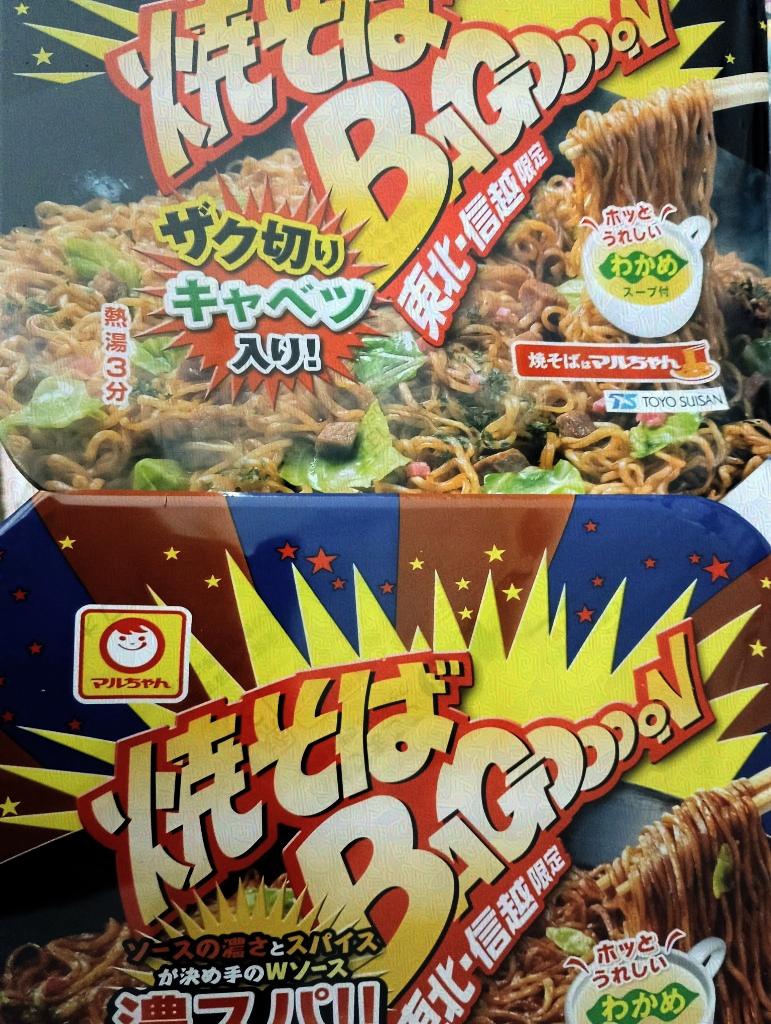 焼そば
BAGOOOON
東北・信越限定
ザク切り
キャベツ
入り!
熱湯3分
ホッと
うれしい
わかめ
スープ付
焼そばはマルちゃん
TS TOYO SUISAN
マルちゃん
焼そば
BAGOOOON
東北・信越限定
ソースの濃さとスパイス
が決め手のWソース
濃スパ!!
ホッと
うれしい
わかめ